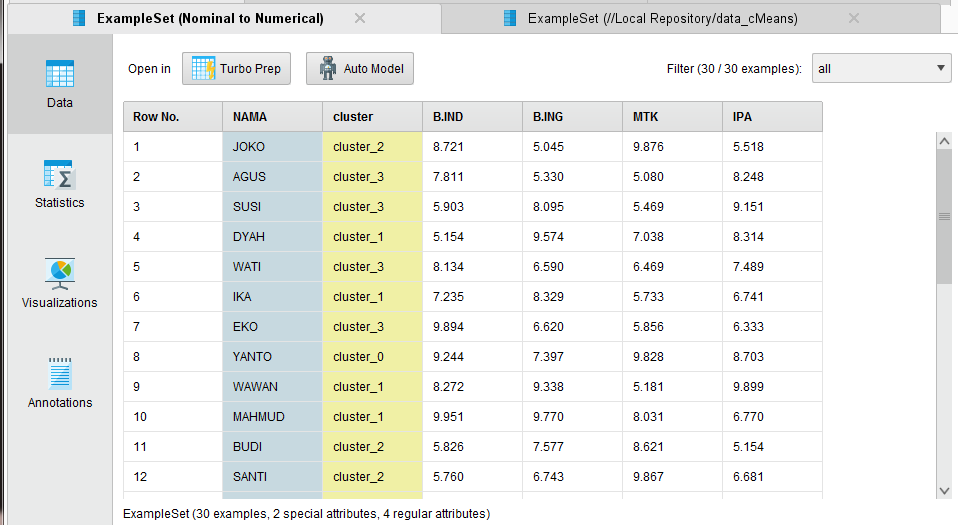 ExampleSet (Nominal to Numerical) ExampleSet (//Local Repository/data_cMeans)
Open in Turbo Prep Auto Model Filter (30 / 30 examples): all
Data
Statistics
Visualizations
Annotations
Row No. NAMA cluster B.IND B.ING MTK IPA
1 JOKO cluster_2 8.721 5.045 9.876 5.518
2 AGUS cluster_3 7.811 5.330 5.080 8.248
3 SUSI cluster_3 5.903 8.095 5.469 9.151
4 DYAH cluster_1 5.154 9.574 7.038 8.314
5 WATI cluster_3 8.134 6.590 6.469 7.489
6 IKA cluster_1 7.235 8.329 5.733 6.741
7 EKO cluster_3 9.894 6.620 5.856 6.333
8 YANTO cluster_0 9.244 7.397 9.828 8.703
9 WAWAN cluster_1 8.272 9.338 5.181 9.899
10 MAHMUD cluster_1 9.951 9.770 8.031 6.770
11 BUDI cluster_2 5.826 7.577 8.621 5.154
12 SANTI cluster_2 5.760 6.743 9.867 6.681
ExampleSet (30 examples, 2 special attributes, 4 regular attributes)